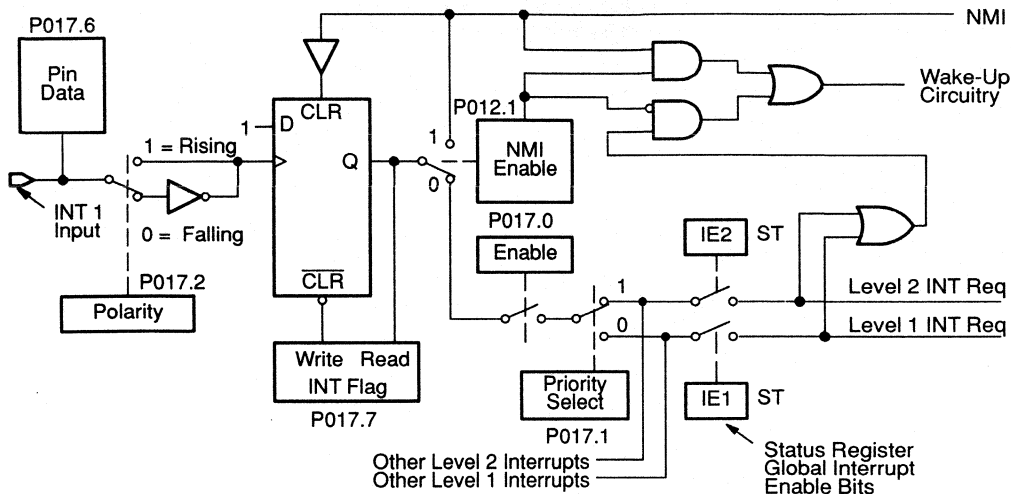 P017.6
NMI
Pin
Data
Wake-Up
Circuitry
CLR
1
D
P012.1
1 = Rising
Q
1
0
NMI
Enable
INT 1
Input
0 = Falling
P017.0
Enable
IE2
ST
P017.2
Polarity
CLR
1
0
Level 2 INT Req
Level 1 INT Req
Write Read
INT Flag
P017.7
Priority
Select
P017.1
IE1
ST
Other Level 2 Interrupts
Other Level 1 Interrupts
Status Register
Global Interrupt
Enable Bits